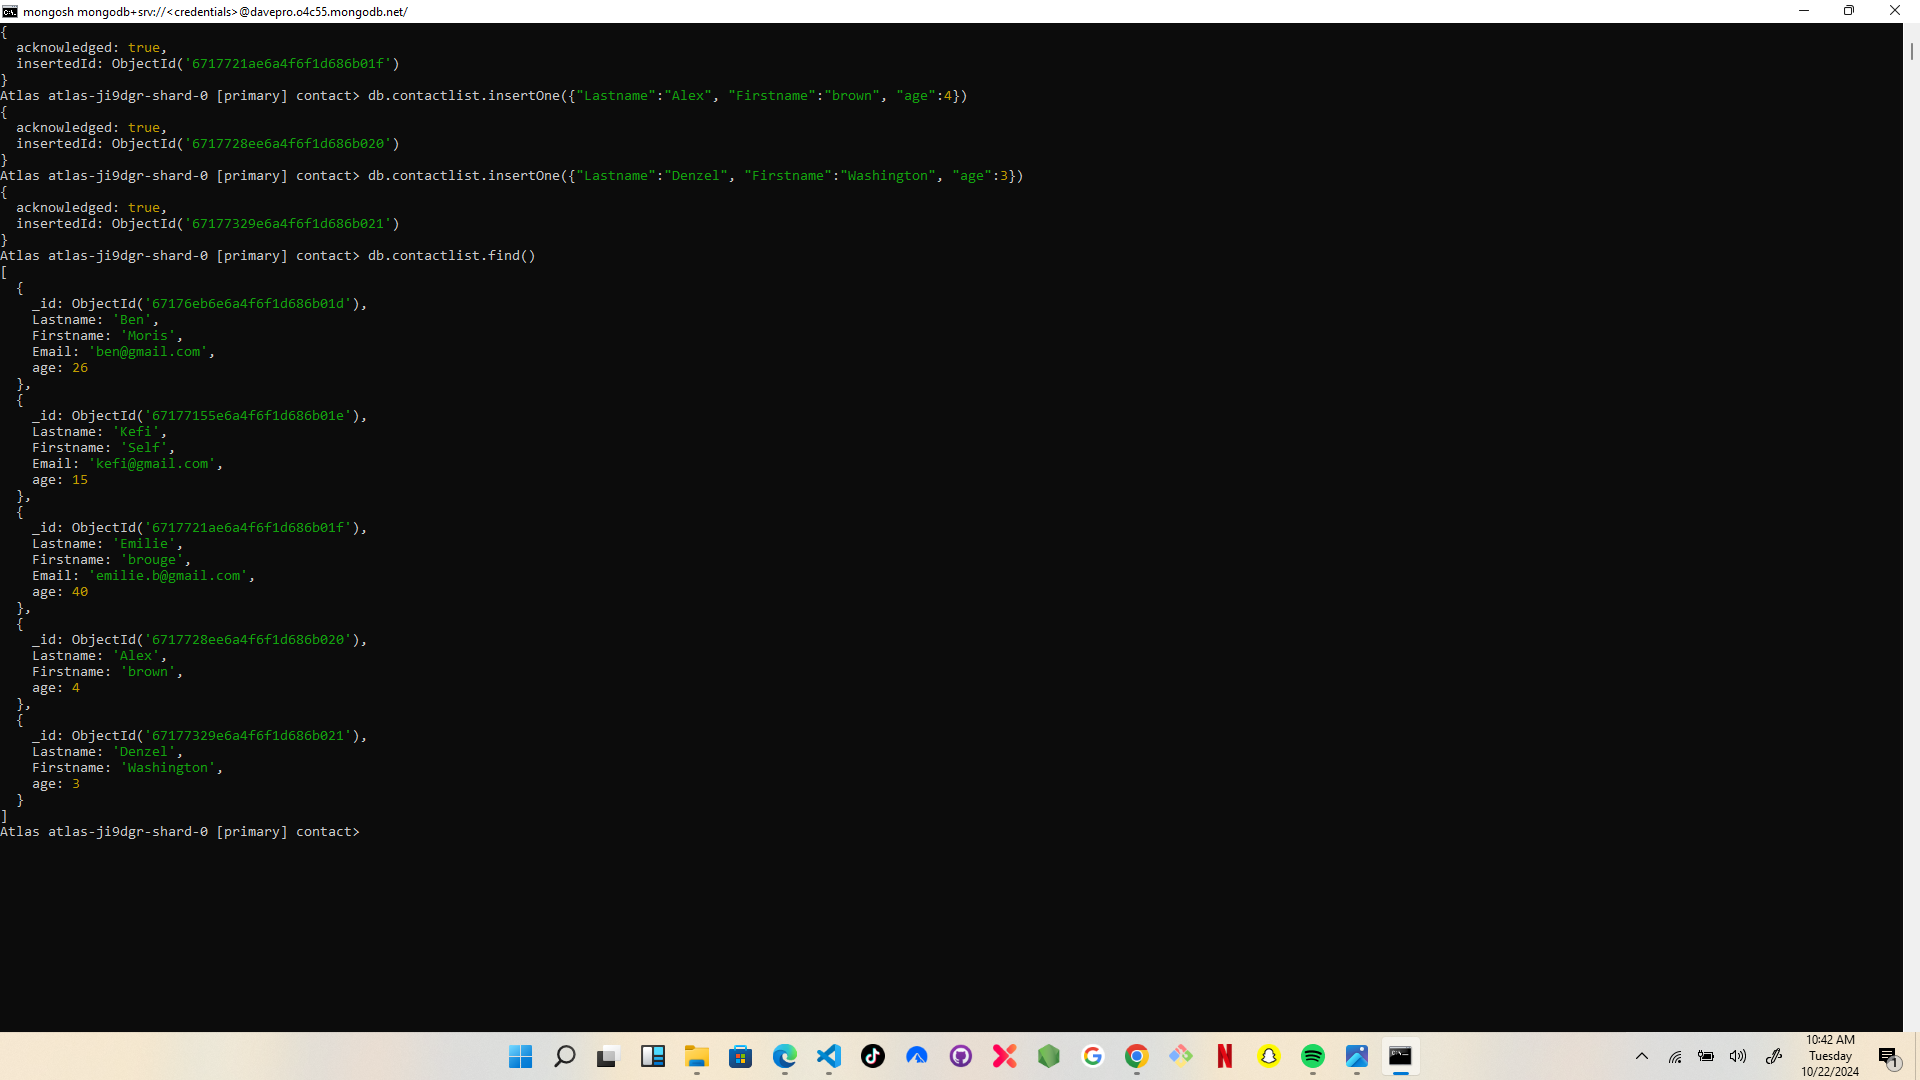 mongosh mongodb+srv://<credentials>@davepro.o4c55.mongodb.net/
{
  acknowledged: true,
  insertedId: ObjectId('6717721ae6a4f6f1d686b01f')
}
Atlas atlas-ji9dgr-shard-0 [primary] contact> db.contactlist.insertOne({"Lastname":"Alex", "Firstname":"brown", "age":4})
{
  acknowledged: true,
  insertedId: ObjectId('6717728ee6a4f6f1d686b020')
}
Atlas atlas-ji9dgr-shard-0 [primary] contact> db.contactlist.insertOne({"Lastname":"Denzel", "Firstname":"Washington", "age":3})
{
  acknowledged: true,
  insertedId: ObjectId('67177329e6a4f6f1d686b021')
}
Atlas atlas-ji9dgr-shard-0 [primary] contact> db.contactlist.find()
[
  {
    _id: ObjectId('67176eb6e6a4f6f1d686b01d'),
    Lastname: 'Ben',
    Firstname: 'Moris',
    Email: 'ben@gmail.com',
    age: 26
  },
  {
    _id: ObjectId('67177155e6a4f6f1d686b01e'),
    Lastname: 'Kefi',
    Firstname: 'Self',
    Email: 'kefi@gmail.com',
    age: 15
  },
  {
    _id: ObjectId('6717721ae6a4f6f1d686b01f'),
    Lastname: 'Emilie',
    Firstname: 'brouge',
    Email: 'emilie.b@gmail.com',
    age: 40
  },
  {
    _id: ObjectId('6717728ee6a4f6f1d686b020'),
    Lastname: 'Alex',
    Firstname: 'brown',
    age: 4
  },
  {
    _id: ObjectId('67177329e6a4f6f1d686b021'),
    Lastname: 'Denzel',
    Firstname: 'Washington',
    age: 3
  }
]
Atlas atlas-ji9dgr-shard-0 [primary] contact>
10:42 AM
Tuesday
10/22/2024
1